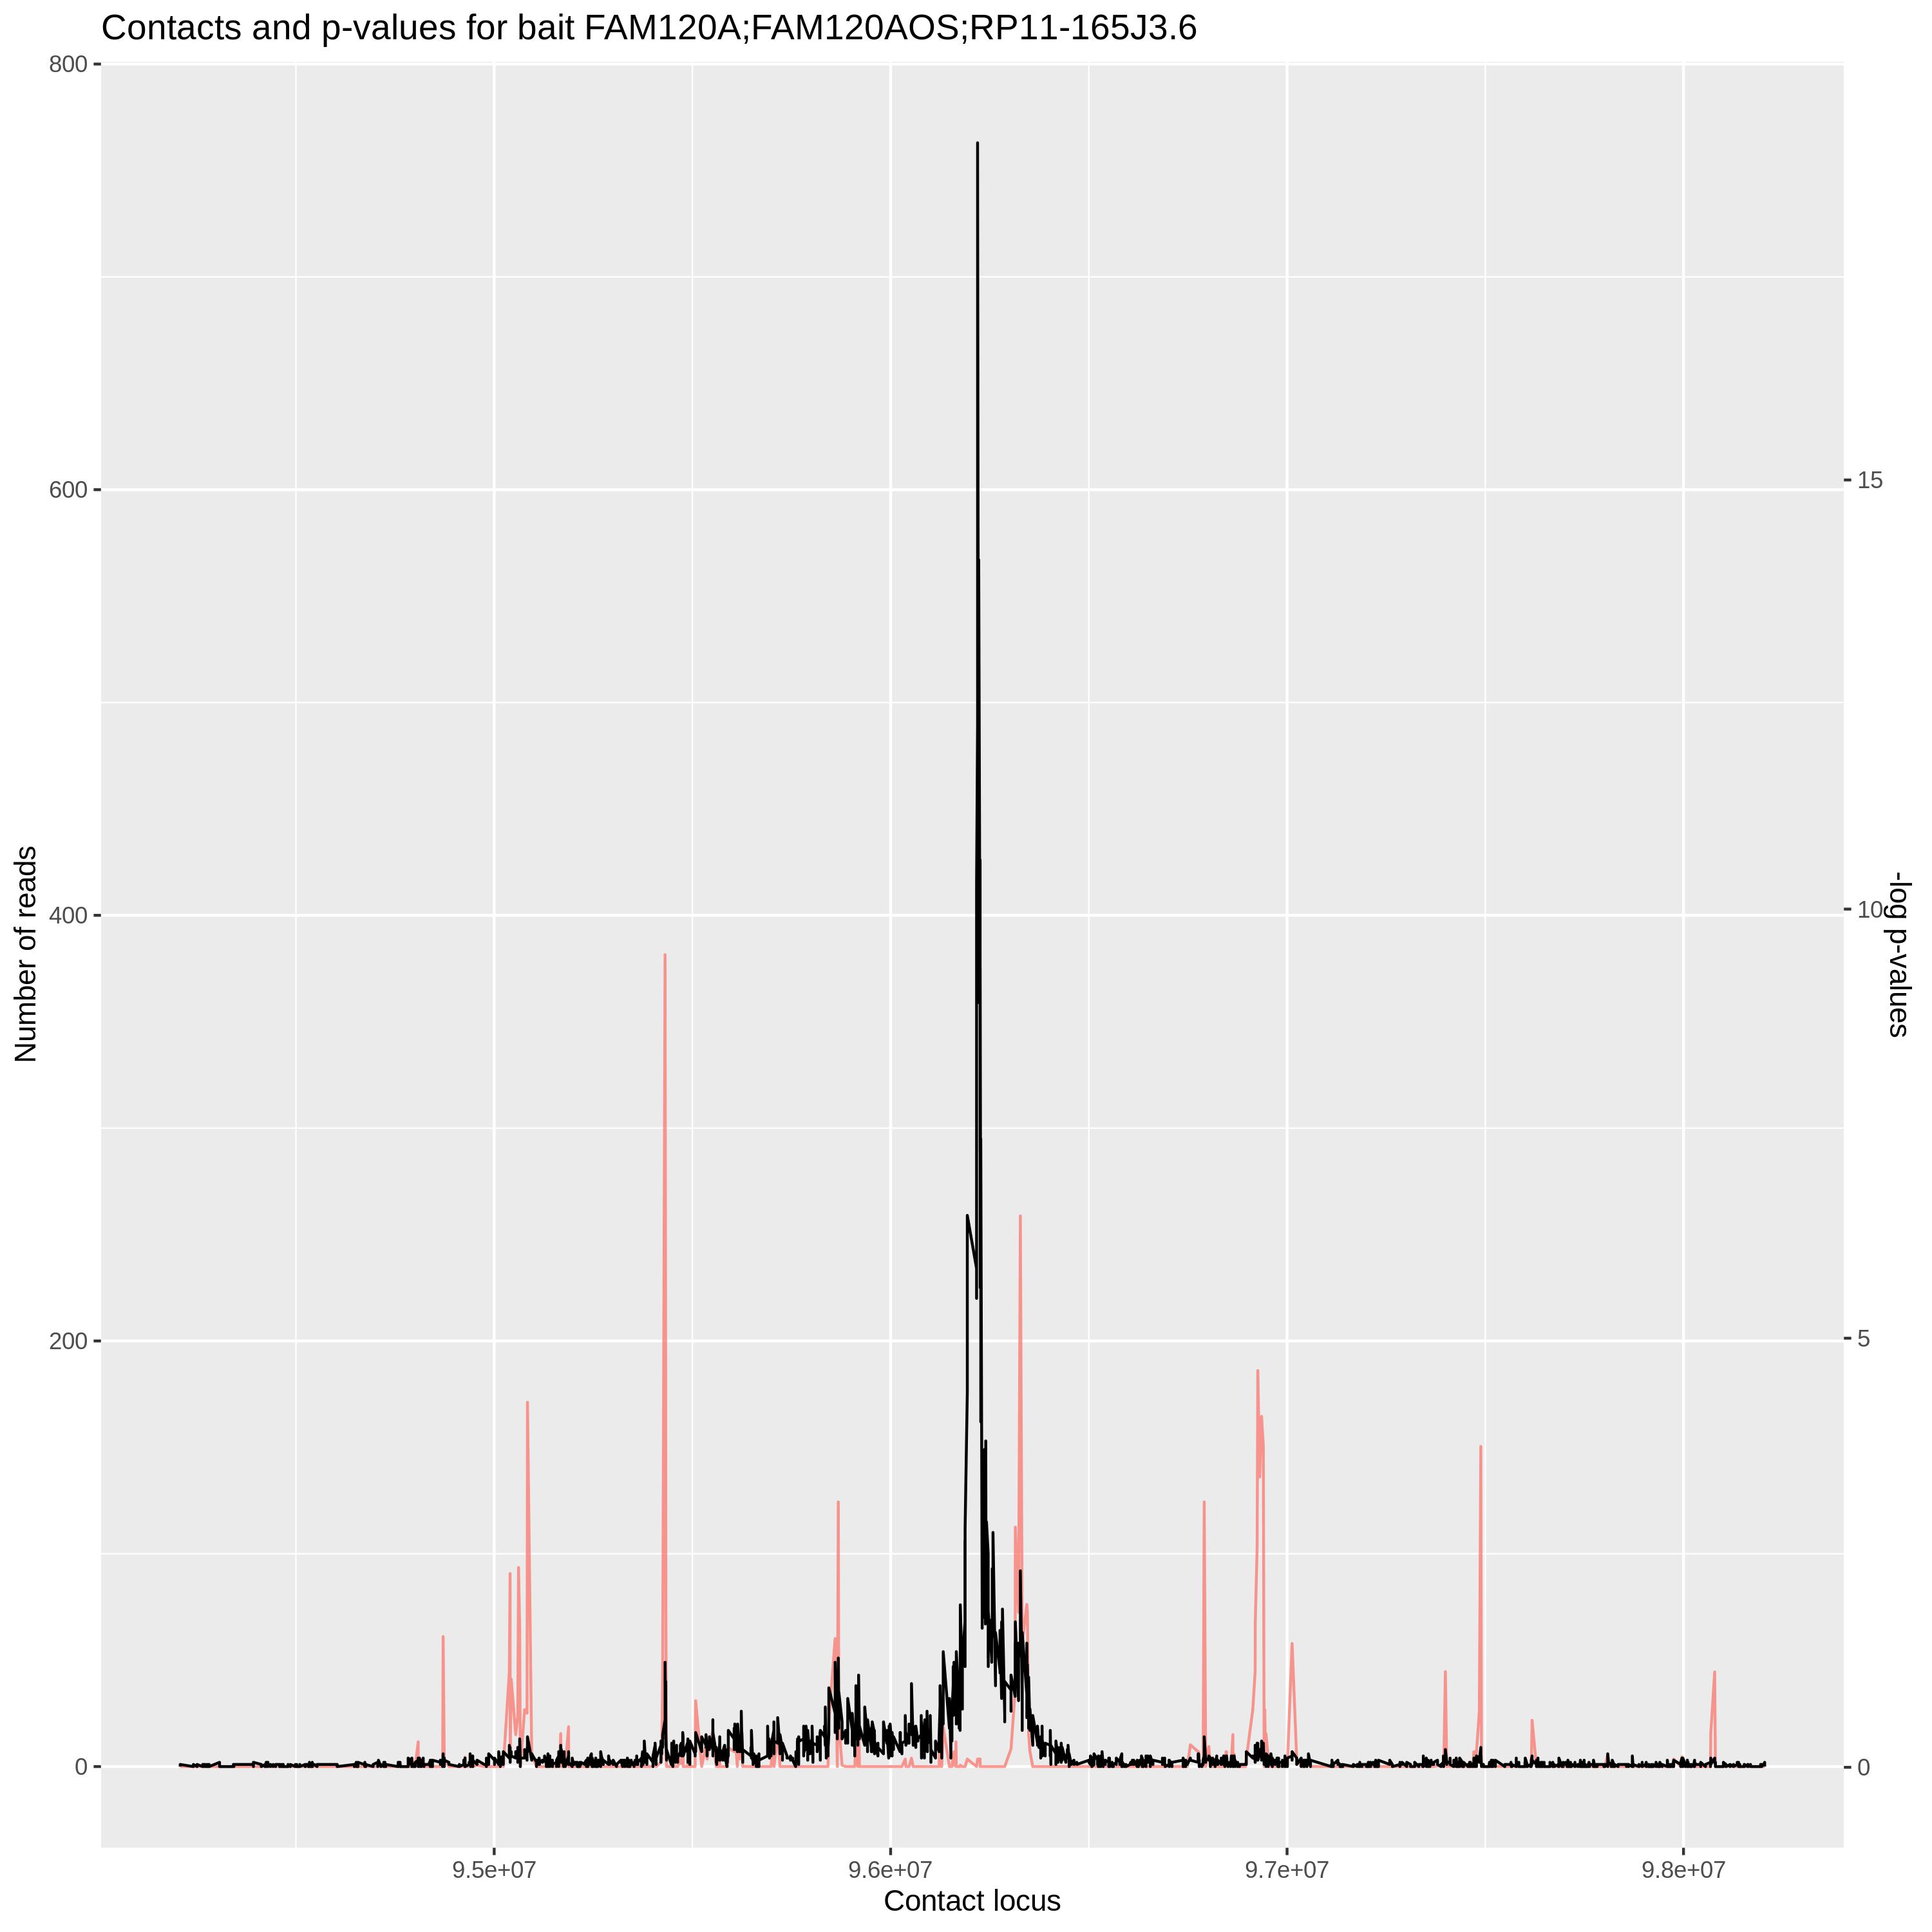 Contacts and p-values for bait FAM120A;FAM120AOS;RP11-165J3.6
800
600
400
200
0
Number of reads
15
10
5
0
-log p-values
9.5e+07 9.6e+07 9.7e+07 9.8e+07
Contact locus